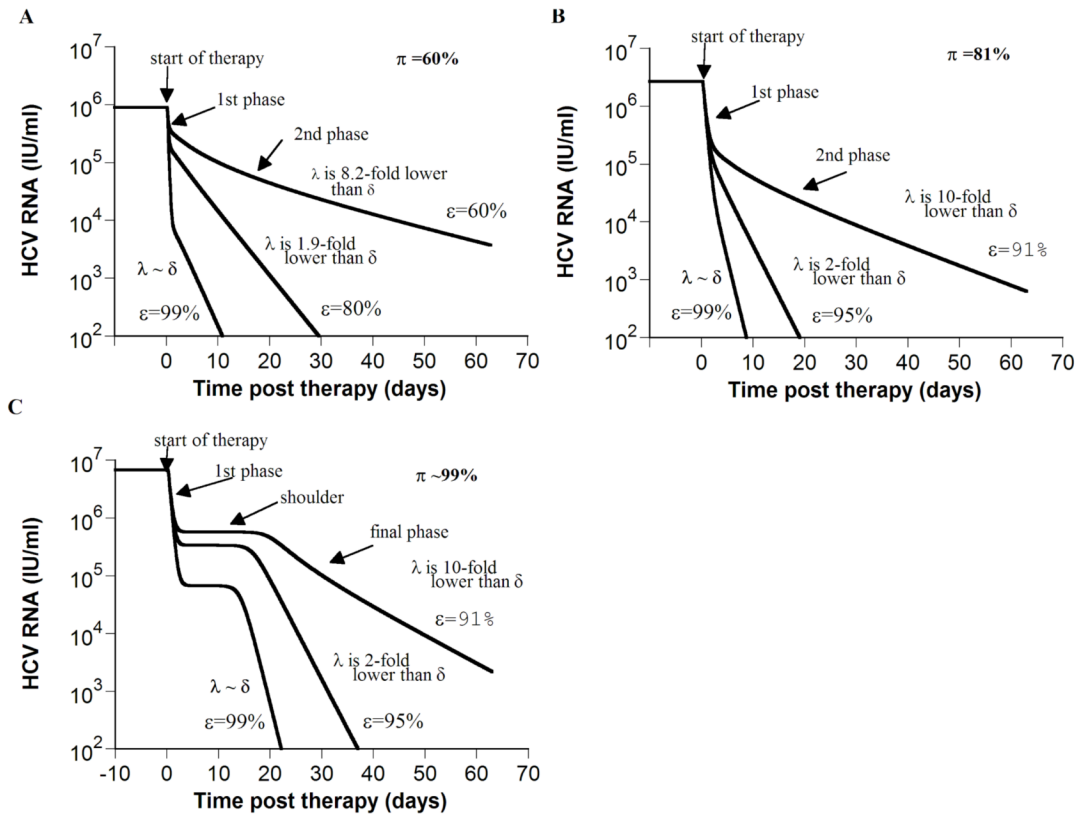 A
HCV RNA (IU/ml)
10^7
10^6
10^5
10^4
10^3
10^2
start of therapy
π =60%
1st phase
2nd phase
λ is 8.2-fold lower
than δ
ε=60%
λ is 1.9-fold
lower than δ
λ ~ δ
ε=99%
ε=80%
-10 0 10 20 30 40 50 60 70
Time post therapy (days)
B
HCV RNA (IU/ml)
10^7
10^6
10^5
10^4
10^3
10^2
start of therapy
π =81%
1st phase
2nd phase
λ is 10-fold
lower than δ
ε=91%
λ is 2-fold
lower than δ
λ ~ δ
ε=99%
ε=95%
0 10 20 30 40 50 60 70
Time post therapy (days)
C
HCV RNA (IU/ml)
10^7
10^6
10^5
10^4
10^3
10^2
start of therapy
π ~99%
1st phase
shoulder
final phase
λ is 10-fold
lower than δ
ε=91%
λ is 2-fold
lower than δ
λ ~ δ
ε=99%
ε=95%
-10 0 10 20 30 40 50 60 70
Time post therapy (days)